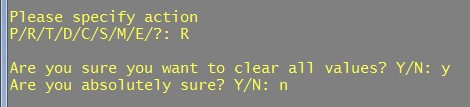 Please specify action
P/R/T/D/C/S/M/E/?: R
Are you sure you want to clear all values? Y/N: y
Are you absolutely sure? Y/N: n